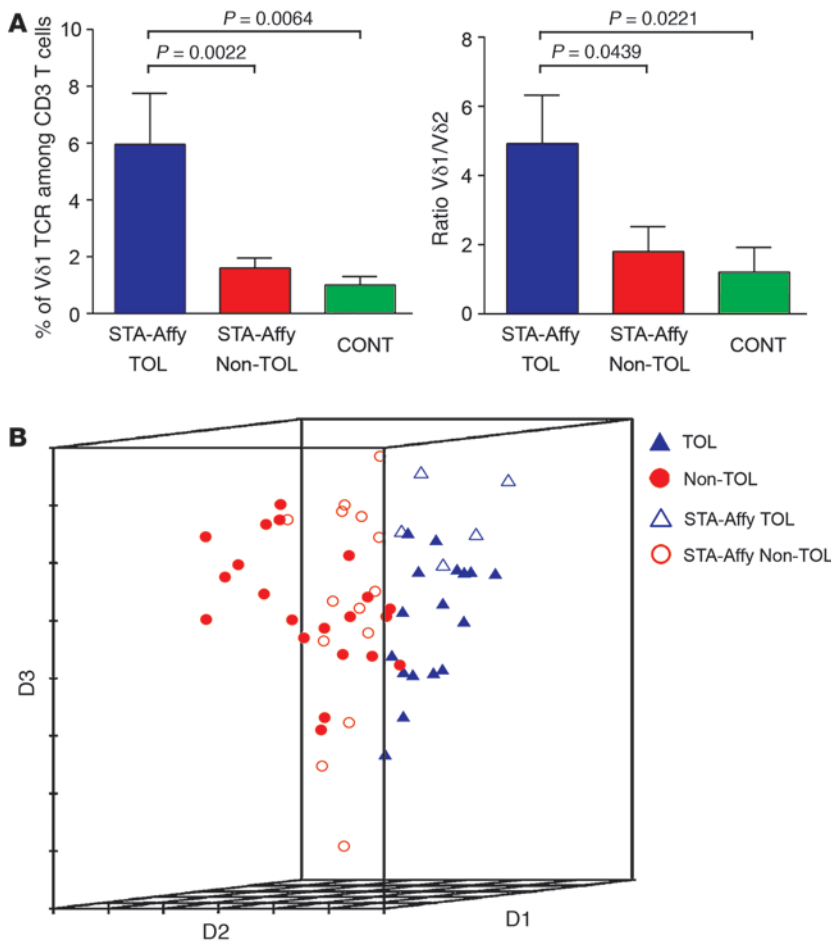 A
P = 0.0064
P = 0.0022
% of Vδ1 TCR among CD3 T cells
10
8
6
4
2
0
STA-Affy
TOL
STA-Affy
Non-TOL
CONT
P = 0.0221
P = 0.0439
Ratio Vδ1/Vδ2
8
6
4
2
0
STA-Affy
TOL
STA-Affy
Non-TOL
CONT
B
TOL
Non-TOL
STA-Affy TOL
STA-Affy Non-TOL
D3
D2
D1